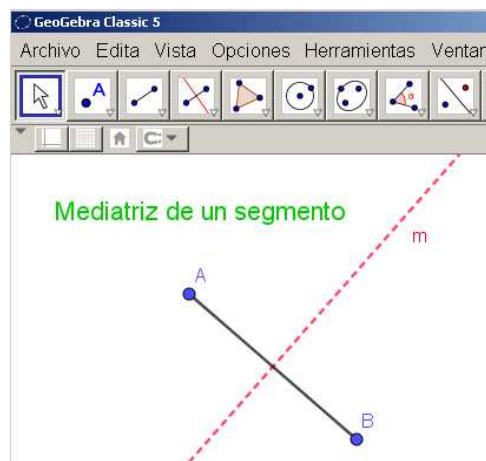 GeoGebra Classic 5
Archivo Edita Vista Opciones Herramientas Ventan
A
α
Mediatriz de un segmento
m
A
B